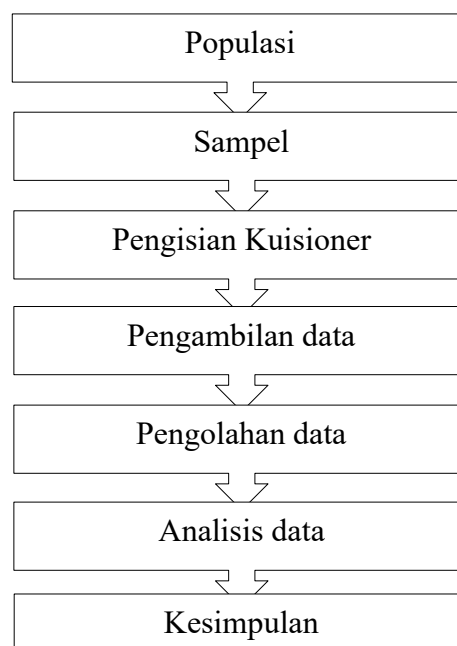 Populasi
Sampel
Pengisian Kuisioner
Pengambilan data
Pengolahan data
Analisis data
Kesimpulan